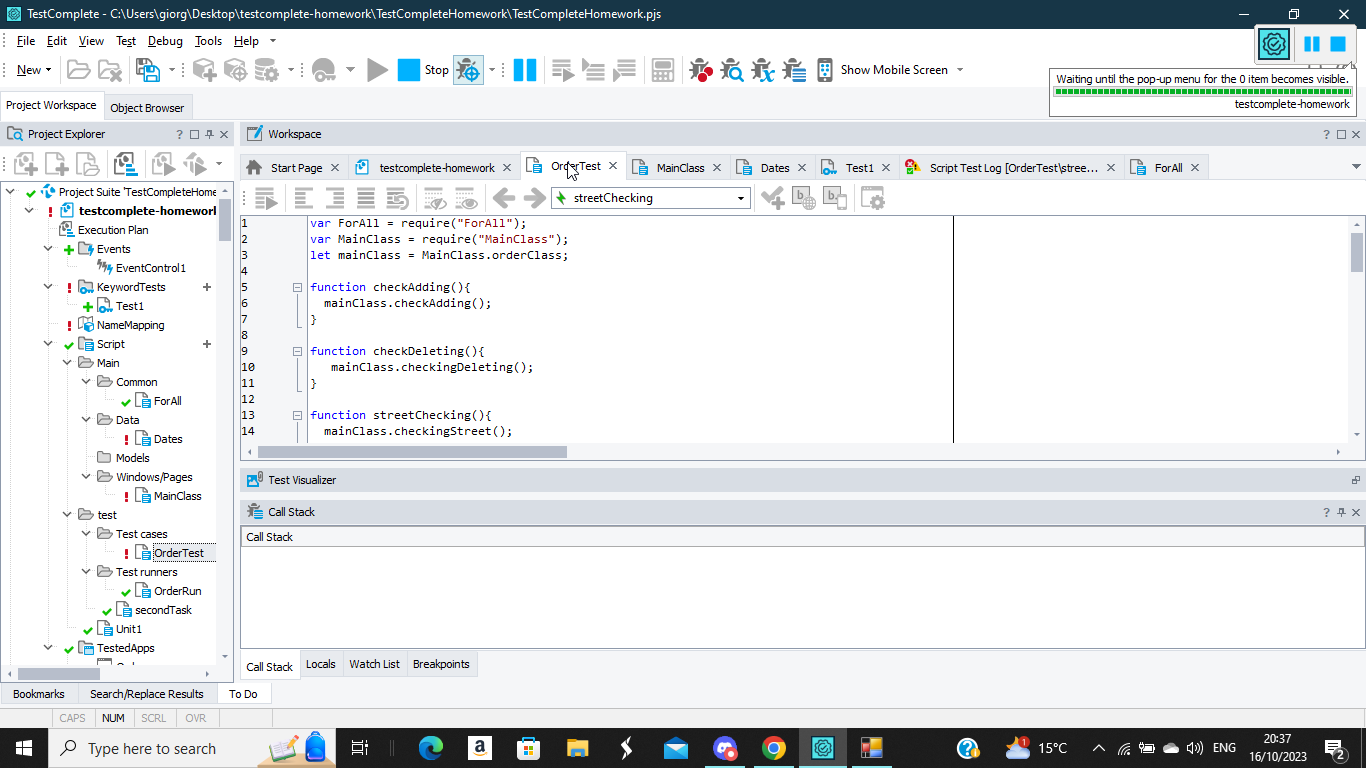 TestComplete - C:\Users\giorg\Desktop\testcomplete-homework\TestCompleteHomework\TestCompleteHomework.pjs
File Edit View Test Debug Tools Help
New Stop Show Mobile Screen
Waiting until the pop-up menu for the 0 item becomes visible.
testcomplete-homework
Project Workspace Object Browser
Project Explorer
Workspace
Start Page testcomplete-homework OrderTest MainClass Dates Test1 Script Test Log [OrderTest\stree... ForAll
streetChecking
Project Suite 'TestCompleteHome
testcomplete-homework
Execution Plan
Events
EventControl1
KeywordTests
Test1
NameMapping
Script
Main
Common
ForAll
Data
Dates
Models
Windows/Pages
MainClass
test
Test cases
OrderTest
Test runners
OrderRun
secondTask
Unit1
TestedApps
1 var ForAll = require("ForAll");
2 var MainClass = require("MainClass");
3 let mainClass = MainClass.orderClass;
4
5 function checkAdding(){
6 mainClass.checkAdding();
7 }
8
9 function checkDeleting(){
10 mainClass.checkingDeleting();
11 }
12
13 function streetChecking(){
14 mainClass.checkingStreet();
Test Visualizer
Call Stack
Call Stack
Call Stack Locals Watch List Breakpoints
Bookmarks Search/Replace Results To Do
CAPS NUM SCRL OVR
Type here to search
15°C
ENG
20:37
16/10/2023
2